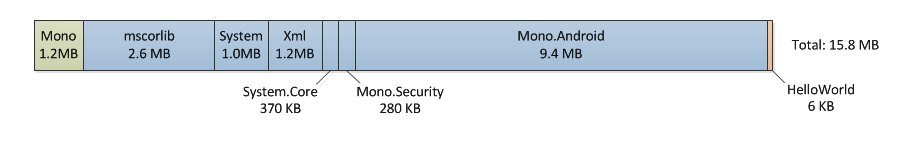 Mono
1.2MB
mscorlib
2.6 MB
System
1.0MB
Xml
1.2MB
Mono.Android
9.4 MB
Total: 15.8 MB
System.Core
370 KB
Mono.Security
280 KB
HelloWorld
6 KB